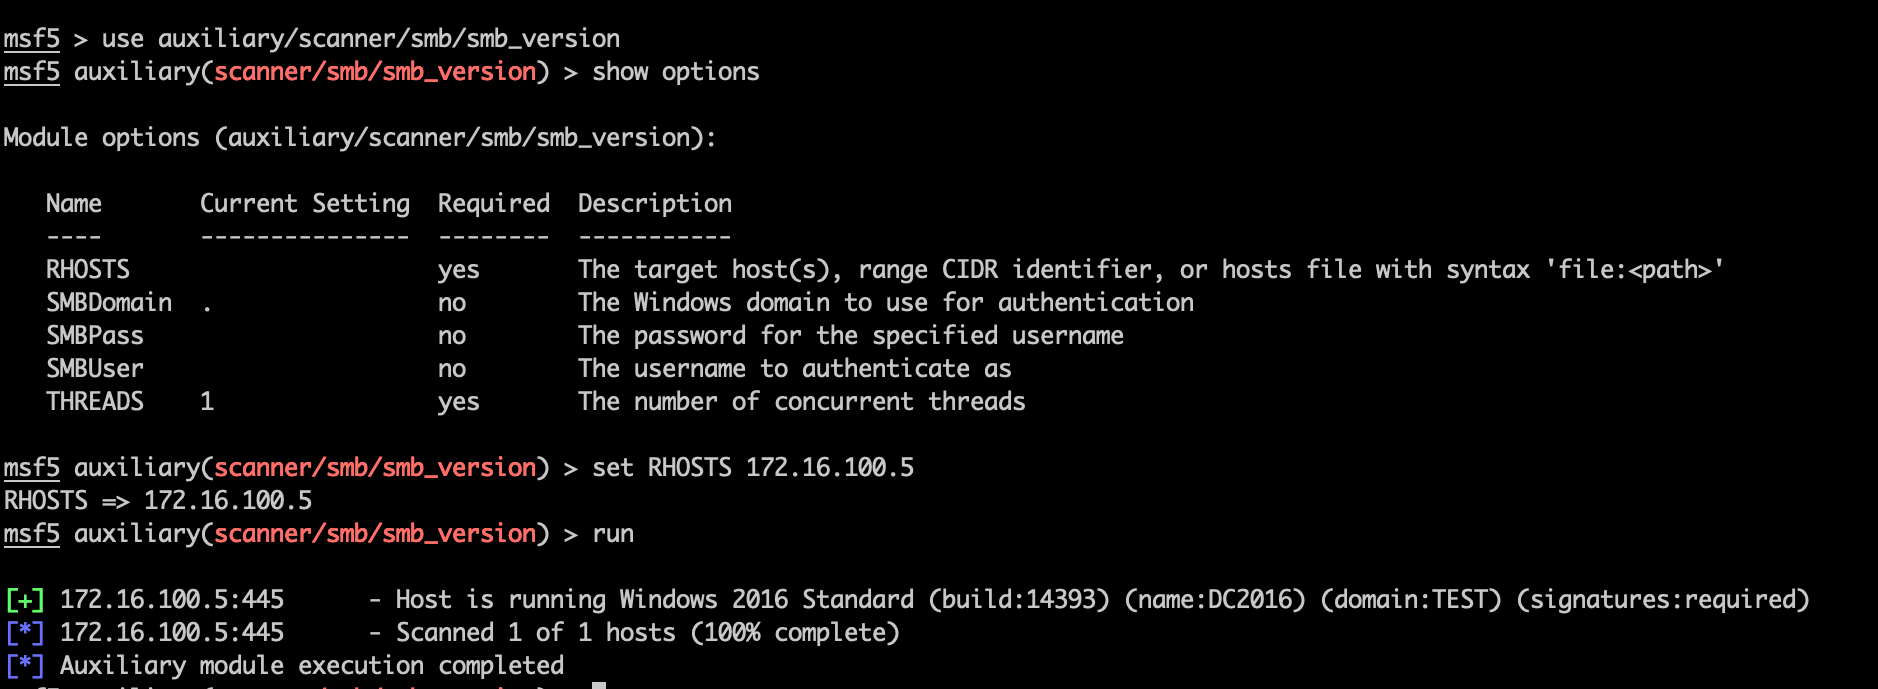 msf5 > use auxiliary/scanner/smb/smb_version
msf5 auxiliary(scanner/smb/smb_version) > show options
Module options (auxiliary/scanner/smb/smb_version):
Name Current Setting Required Description
---- --------------- -------- -----------
RHOSTS yes The target host(s), range CIDR identifier, or hosts file with syntax 'file:<path>'
SMBDomain . no The Windows domain to use for authentication
SMBPass no The password for the specified username
SMBUser no The username to authenticate as
THREADS 1 yes The number of concurrent threads
msf5 auxiliary(scanner/smb/smb_version) > set RHOSTS 172.16.100.5
RHOSTS => 172.16.100.5
msf5 auxiliary(scanner/smb/smb_version) > run
[+] 172.16.100.5:445 - Host is running Windows 2016 Standard (build:14393) (name:DC2016) (domain:TEST) (signatures:required)
[*] 172.16.100.5:445 - Scanned 1 of 1 hosts (100% complete)
[*] Auxiliary module execution completed